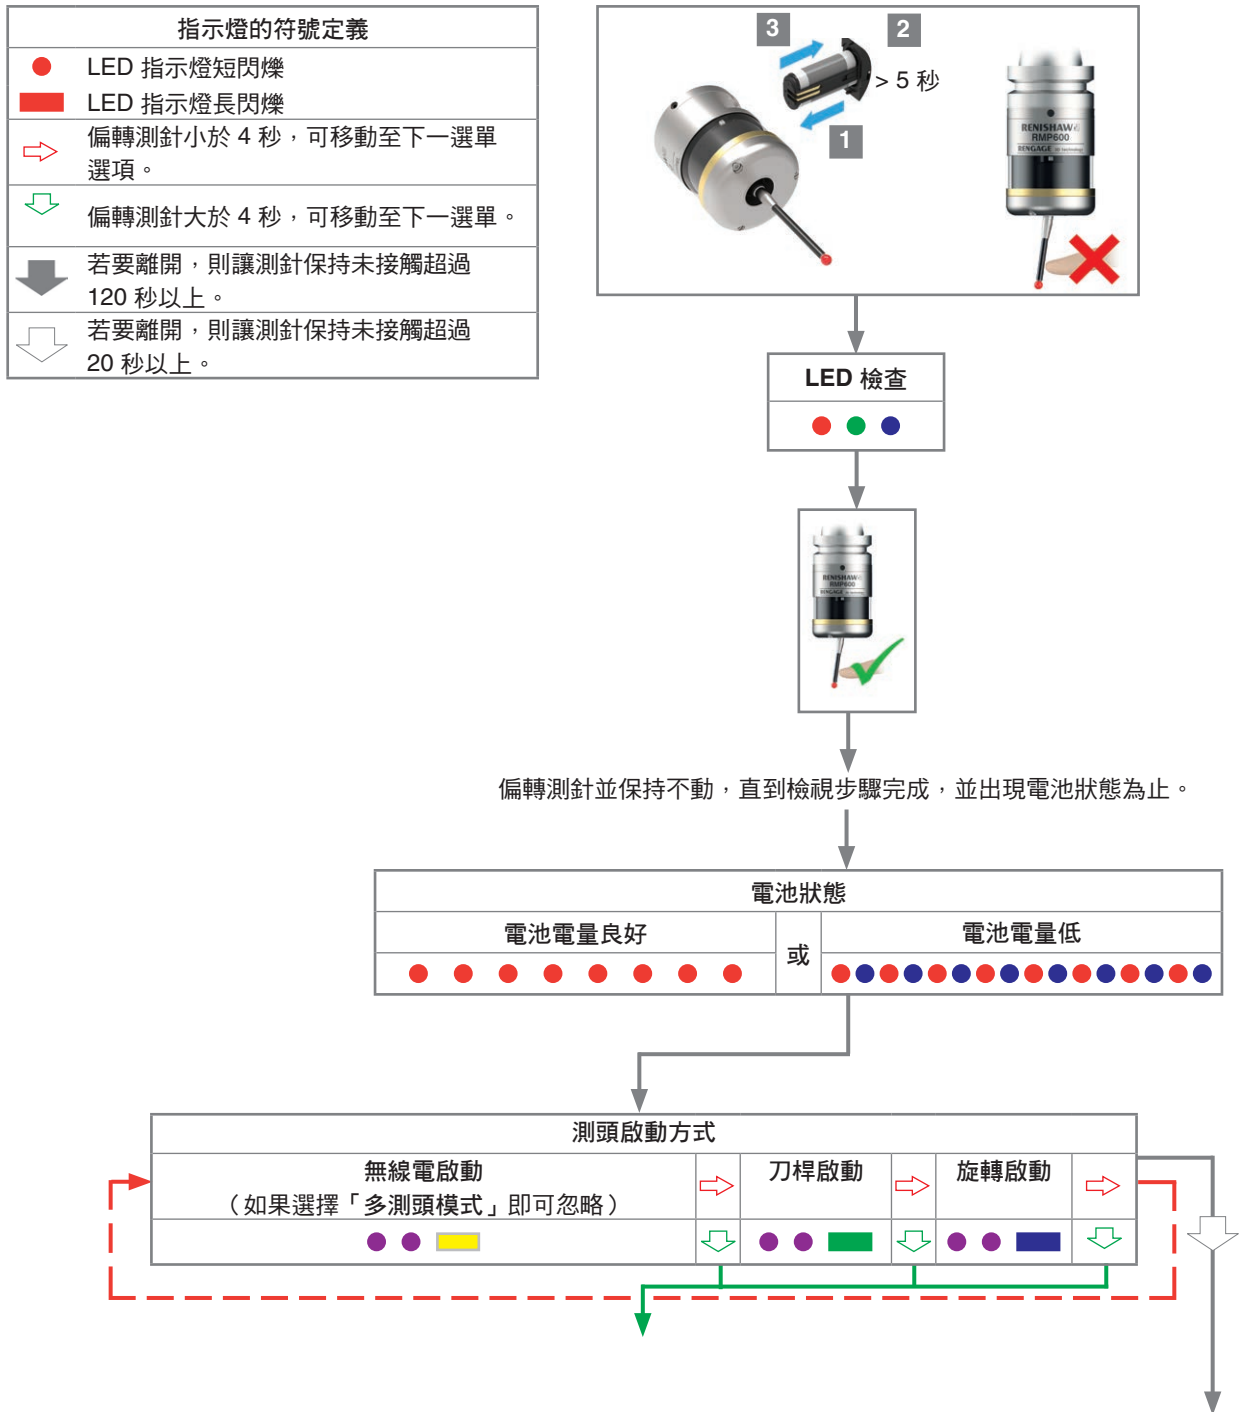 指示燈的符號定義
LED 指示燈短閃爍
LED 指示燈長閃爍
偏轉測針小於 4 秒，可移動至下一選單
選項。
偏轉測針大於 4 秒，可移動至下一選單。
若要離開，則讓測針保持未接觸超過
120 秒以上。
若要離開，則讓測針保持未接觸超過
20 秒以上。
3
2
> 5 秒
1
RENISHAW
RMP600
RENGAGE
LED 檢查
RENISHAW
RMP600
RENGAGE
偏轉測針並保持不動，直到檢視步驟完成，並出現電池狀態為止。
電池狀態
電池電量良好
或
電池電量低
測頭啟動方式
無線電啟動
（如果選擇「多測頭模式」即可忽略）
刀桿啟動
旋轉啟動